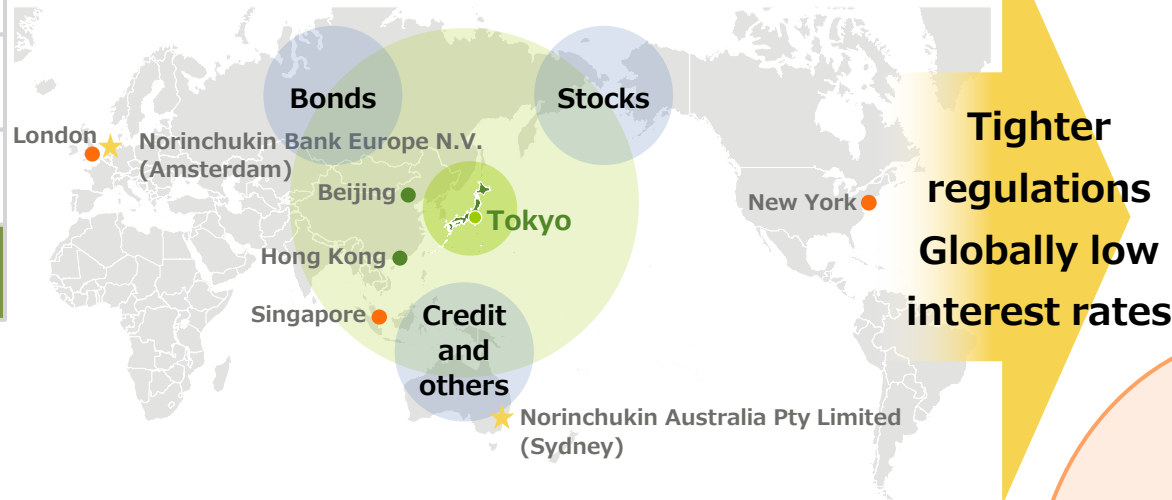 Bonds
Stocks
London
Norinchukin Bank Europe N.V.
(Amsterdam)
Beijing
Tokyo
Hong Kong
Singapore
Credit
and
others
Norinchukin Australia Pty Limited
(Sydney)
New York
Tighter
regulations
Globally low
interest rates